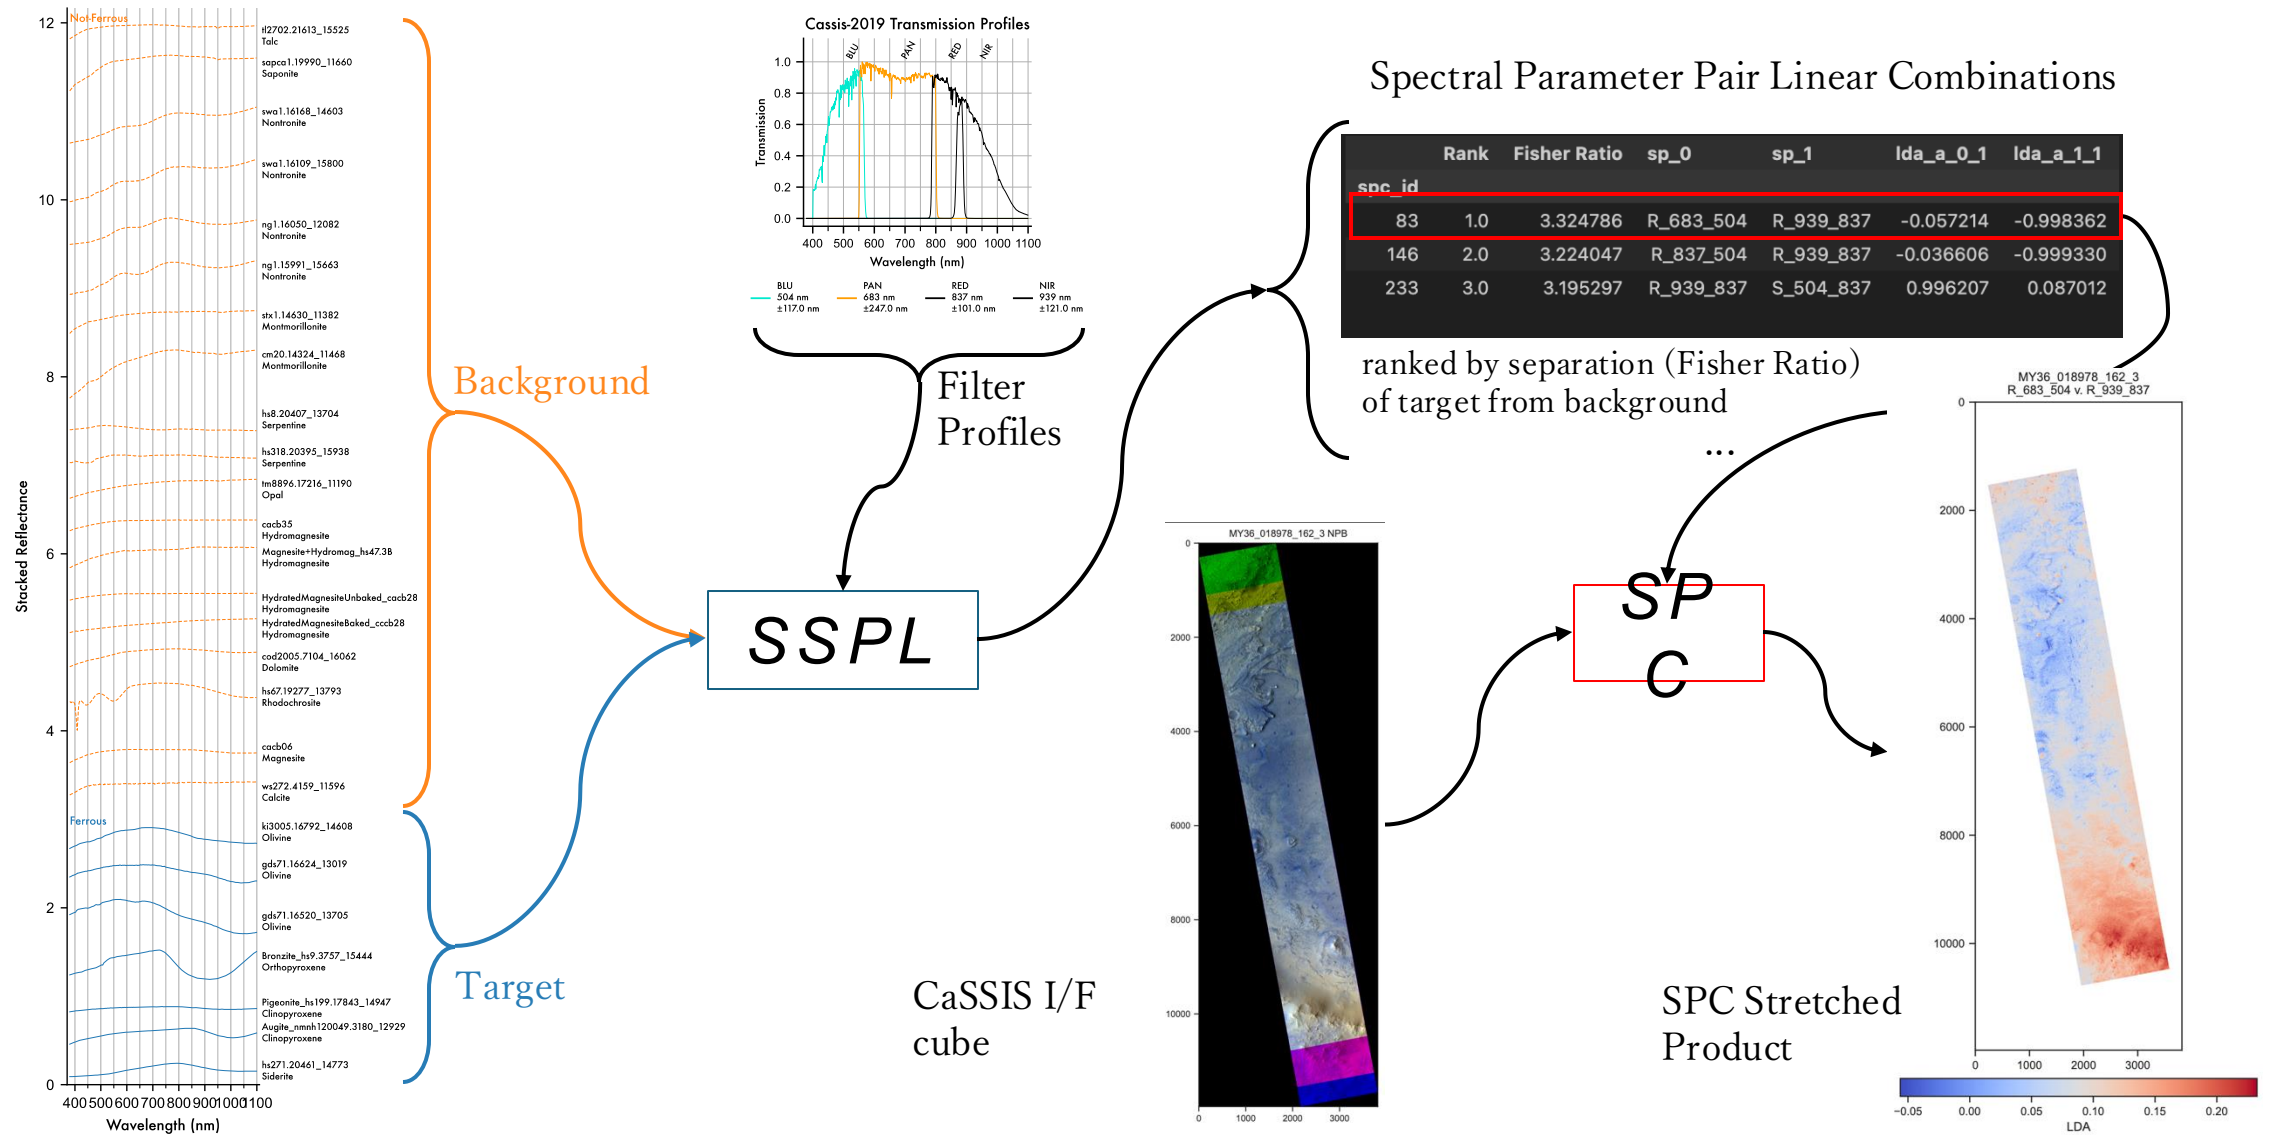 12
10
8
6
4
2
0
Stacked Reflectance
Not-Ferrous
tl2702.21613_15525
Talc
sapca1.19990_11660
Saponite
swa1.16168_14603
Nontronite
swa1.16109_15800
Nontronite
ng1.16050_12082
Nontronite
ng1.15991_15663
Nontronite
stx1.14630_11382
Montmorillonite
cm20.14324_11468
Montmorillonite
hs8.20407_13704
Serpentine
hs318.20395_15938
Serpentine
tm8896.17216_11190
Opal
cacb35
Hydromagnesite
Magnesite+Hydromag_hs47.3B
Hydromagnesite
HydratedMagnesiteUnbaked_cacb28
Hydromagnesite
HydratedMagnesiteBaked_cccb28
Hydromagnesite
cod2005.7104_16062
Dolomite
hs67.19277_13793
Rhodochrosite
cacb06
Magnesite
ws272.4159_11596
Calcite
Ferrous
ki3005.16792_14608
Olivine
gds71.16624_13019
Olivine
gds71.16520_13705
Olivine
Bronzite_hs9.3757_15444
Orthopyroxene
Pigeonite_hs199.17843_14947
Clinopyroxene
Augite_nmnh120049.3180_12929
Clinopyroxene
hs271.20461_14773
Siderite
400 500 600 700 800 900 1000 1100
Wavelength (nm)
Background
Target
Cassis-2019 Transmission Profiles
BLU PAN RED NIR
1.0
0.8
0.6
0.4
0.2
0.0
Transmission
400 500 600 700 800 900 1000 1100
Wavelength (nm)
BLU PAN RED NIR
504 nm 683 nm 837 nm 939 nm
±117.0 nm ±247.0 nm ±101.0 nm ±121.0 nm
Filter
Profiles
SSPL
Spectral Parameter Pair Linear Combinations
Rank Fisher Ratio sp_0 sp_1 lda_a_0_1 lda_a_1_1
spc_id
83 1.0 3.324786 R_683_504 R_939_837 -0.057214 -0.998362
146 2.0 3.224047 R_837_504 R_939_837 -0.036606 -0.999330
233 3.0 3.195297 R_939_837 S_504_837 0.996207 0.087012
ranked by separation (Fisher Ratio)
of target from background
...
MY36_018978_162_3 NPB
0
2000
4000
6000
8000
10000
0 1000 2000 3000
CaSSIS I/F
cube
SP
C
MY36_018978_162_3
R_683_504 v. R_939_837
0
2000
4000
6000
8000
10000
0 1000 2000 3000
−0.05 0.00 0.05 0.10 0.15 0.20
LDA
SPC Stretched
Product